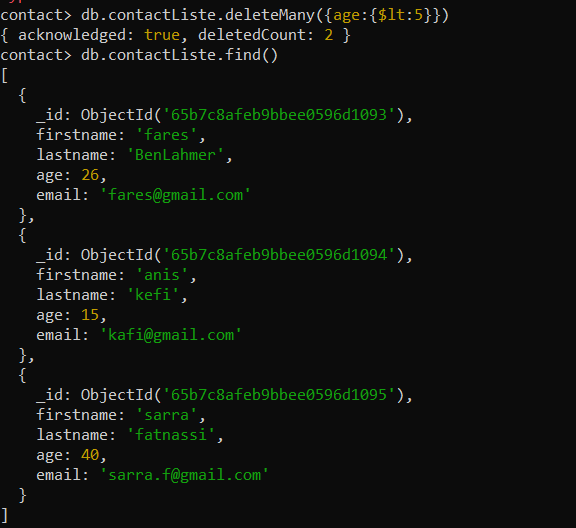 contact> db.contactListe.deleteMany({age:{$lt:5}})
{ acknowledged: true, deletedCount: 2 }
contact> db.contactListe.find()
[
  {
    _id: ObjectId('65b7c8afeb9bbee0596d1093'),
    firstname: 'fares',
    lastname: 'BenLahmer',
    age: 26,
    email: 'fares@gmail.com'
  },
  {
    _id: ObjectId('65b7c8afeb9bbee0596d1094'),
    firstname: 'anis',
    lastname: 'kefi',
    age: 15,
    email: 'kafi@gmail.com'
  },
  {
    _id: ObjectId('65b7c8afeb9bbee0596d1095'),
    firstname: 'sarra',
    lastname: 'fatnassi',
    age: 40,
    email: 'sarra.f@gmail.com'
  }
]